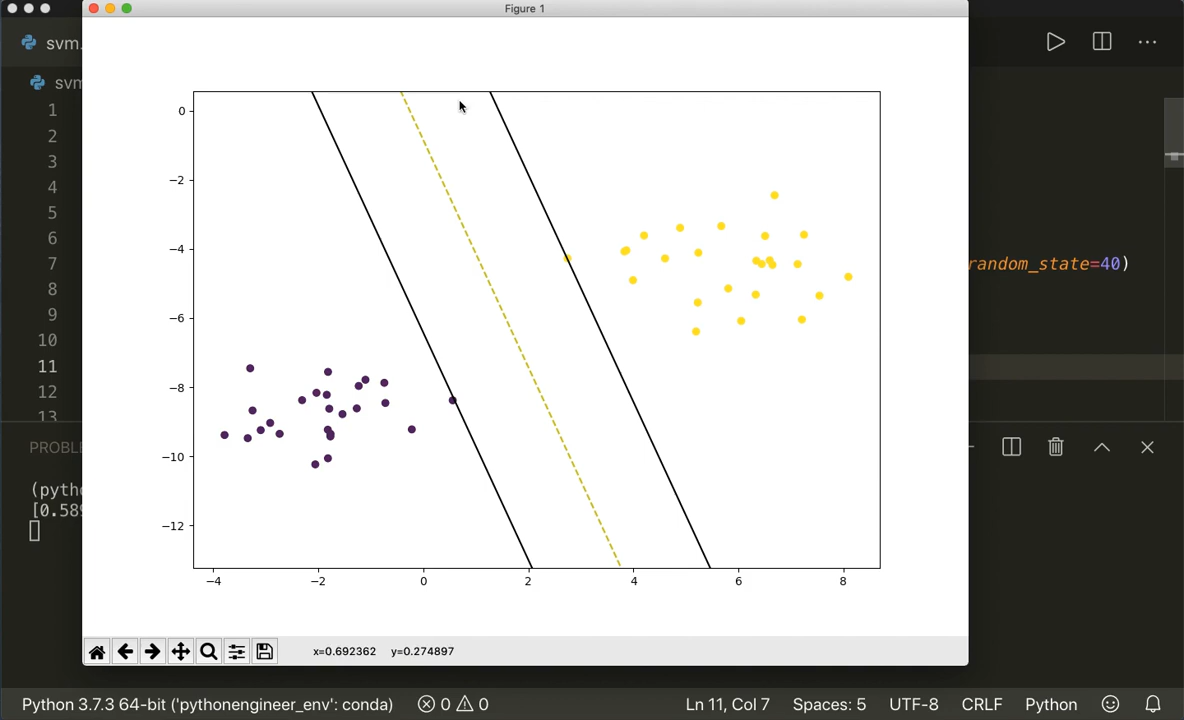 Figure 1
svm.
svm
1
2
3
4
5
6
7
random_state=40)
8
9
10
11
12
13
0
−2
−4
−6
−8
−10
−12
−4 −2 0 2 4 6 8
PROBLE
(pytho
[0.589
x=0.692362 y=0.274897
Python 3.7.3 64-bit ('pythonengineer_env': conda) 0 0 Ln 11, Col 7 Spaces: 5 UTF-8 CRLF Python